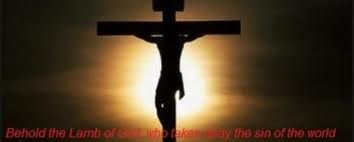 Behold the Lamb of God, who takes away the sin of the world